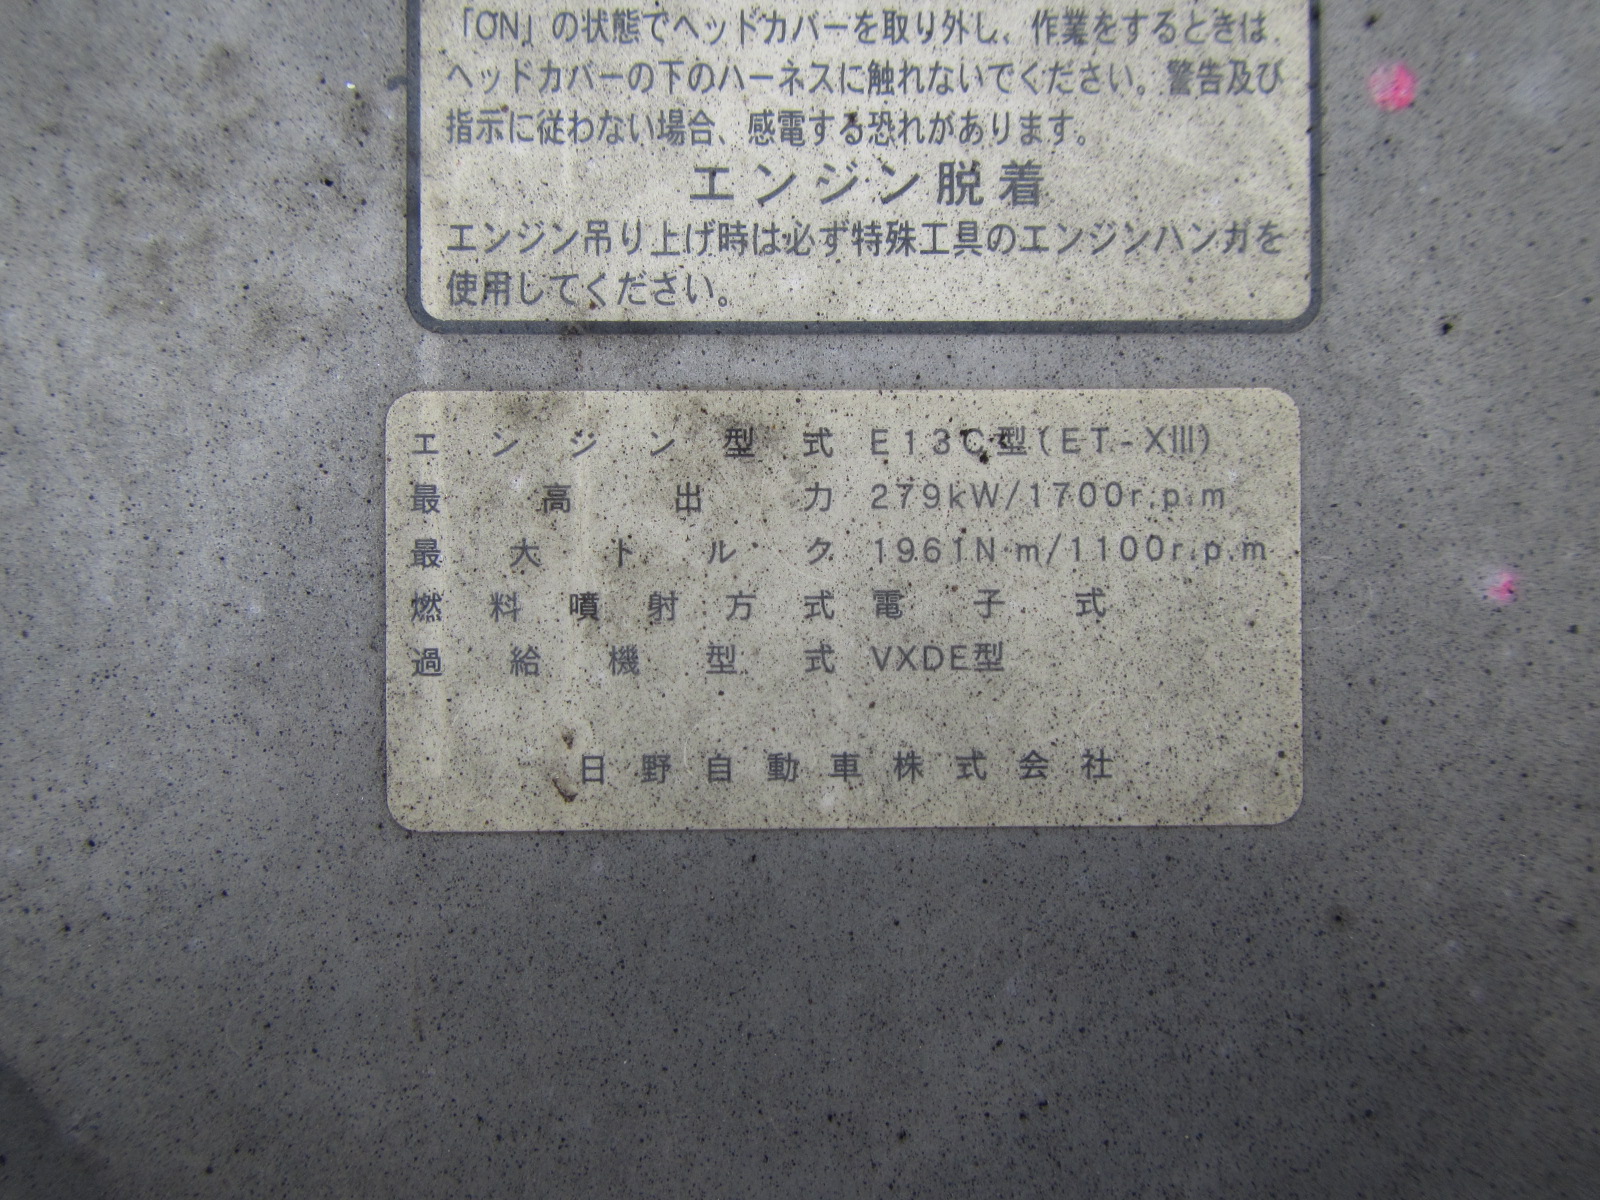 「ON」の状態でヘッドカバーを取り外し、作業をするときは、
ヘッドカバーの下のハーネスに触れないでください。警告及び
指示に従わない場合、感電する恐れがあります。
エンジン脱着
エンジン吊り上げ時は必ず特殊工具のエンジンハンガを
使用してください。
エンジン型式 E13C型(ET-XIII)
最高出力 279kW/1700r.p.m
最大トルク 1961N·m/1100r.p.m
燃料噴射方式 電子式
過給機型式 VXDE型
日野自動車株式会社